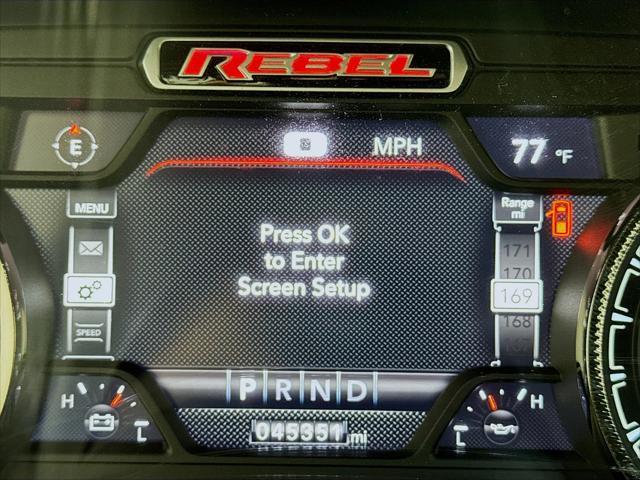 REBEL
E
MPH
77 °F
MENU
Range
mi
171
170
169
168
167
Press OK
to Enter
Screen Setup
SPEED
P R N D
H
L
045351 mi
H
L